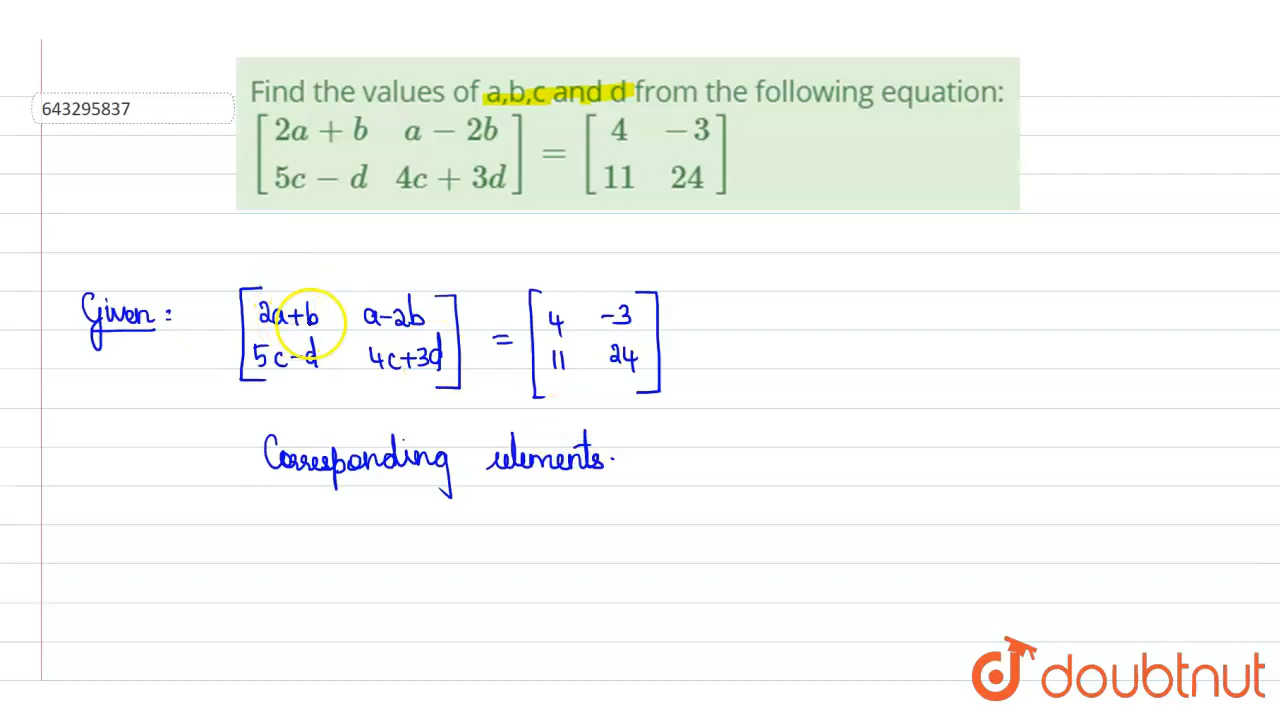 643295837
Find the values of a,b,c and d from the following equation:
[2a + b a − 2b] = [4 −3]
[5c − d 4c + 3d] [11 24]
Given : [2a+b a-2b] = [4 -3]
[5c-d 4c+3d] [11 24]
Corresponding elements.
doubtnut